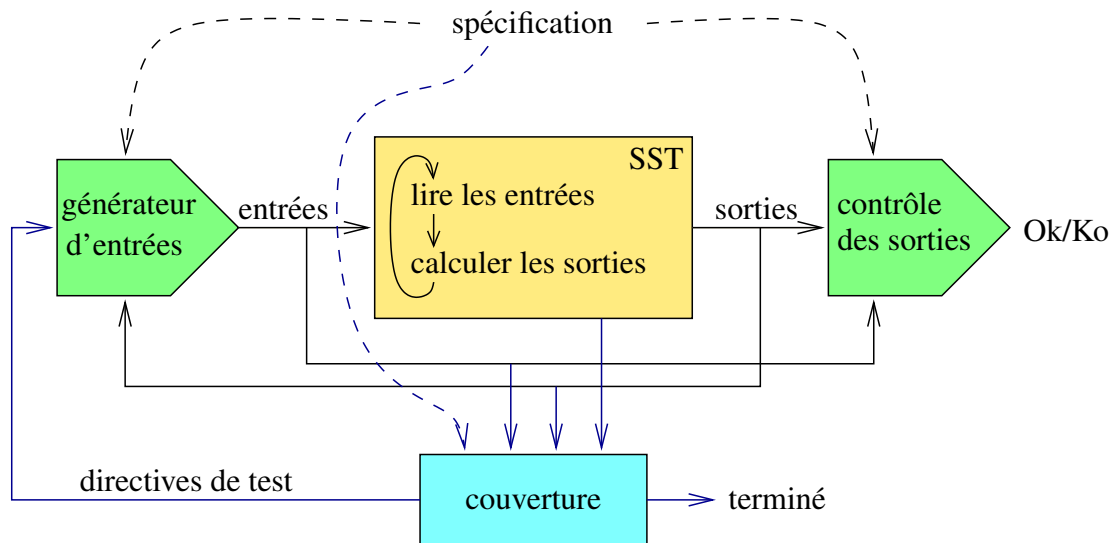 spécification
SST
générateur
d'entrées
entrées
lire les entrées
calculer les sorties
sorties
contrôle
des sorties
Ok/Ko
directives de test
couverture
terminé